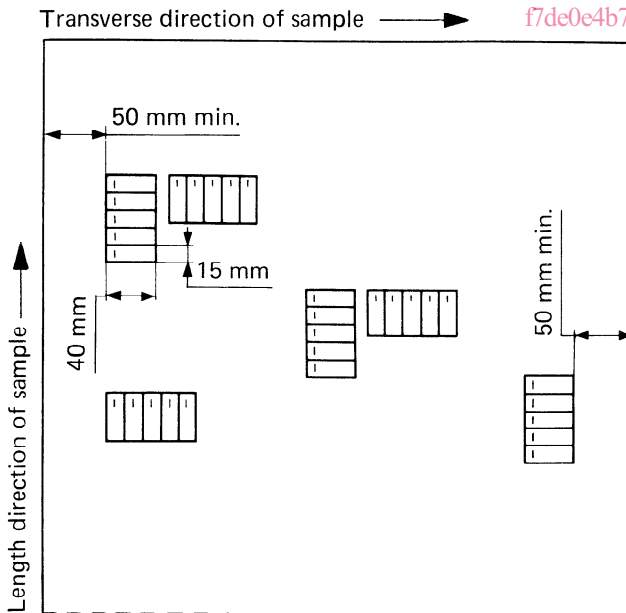 Transverse direction of sample
f7de0e4b7
50 mm min.
15 mm
40 mm
50 mm min.
Length direction of sample